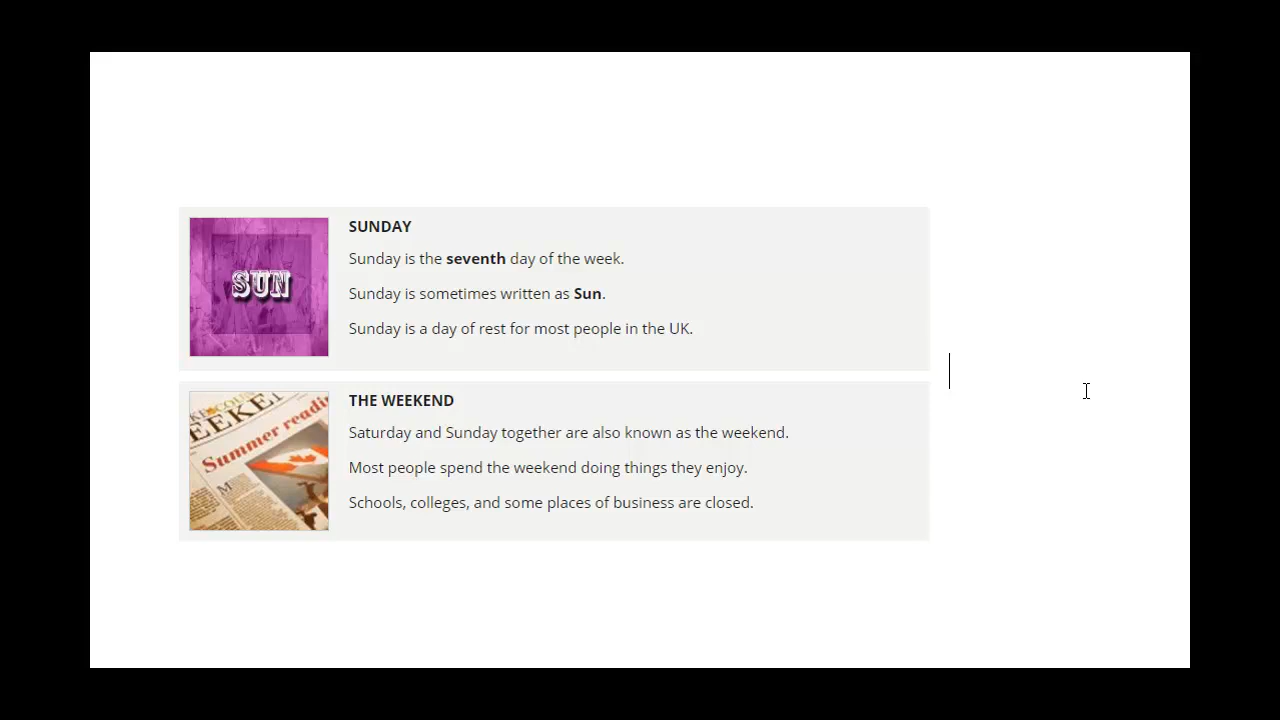 SUNDAY
Sunday is the seventh day of the week.
Sunday is sometimes written as Sun.
Sunday is a day of rest for most people in the UK.
SUN
THE WEEKEND
Saturday and Sunday together are also known as the weekend.
Most people spend the weekend doing things they enjoy.
Schools, colleges, and some places of business are closed.
Summer readi